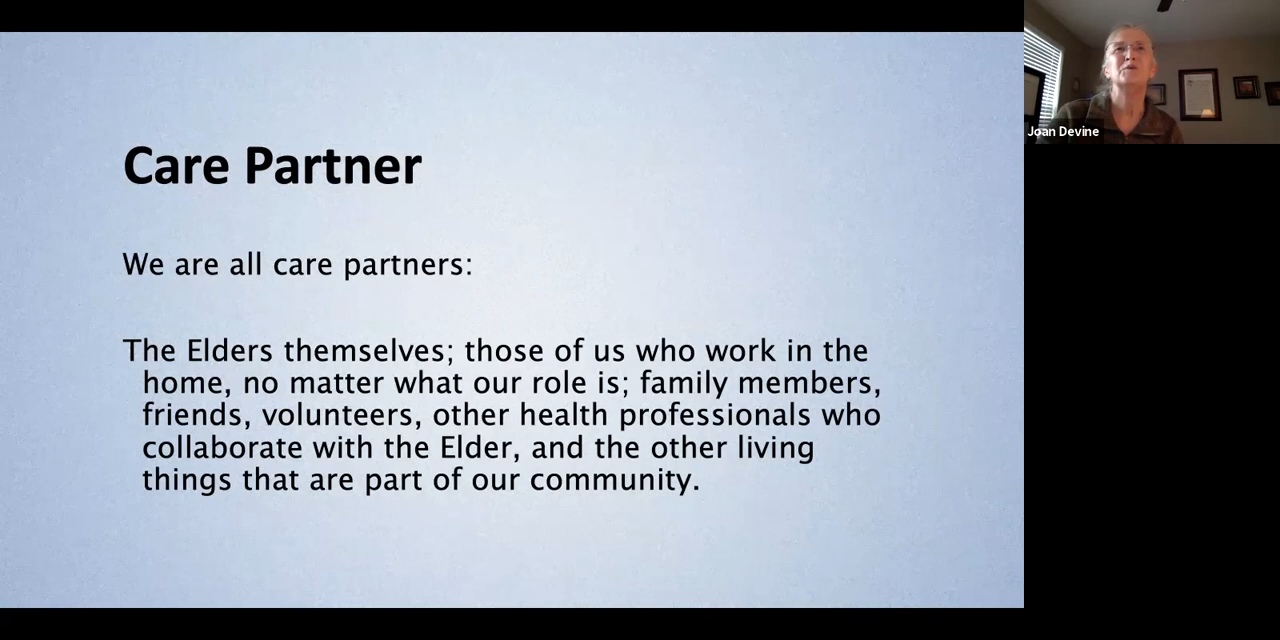 Care Partner
We are all care partners:
The Elders themselves; those of us who work in the
home, no matter what our role is; family members,
friends, volunteers, other health professionals who
collaborate with the Elder, and the other living
things that are part of our community.
Joan Devine